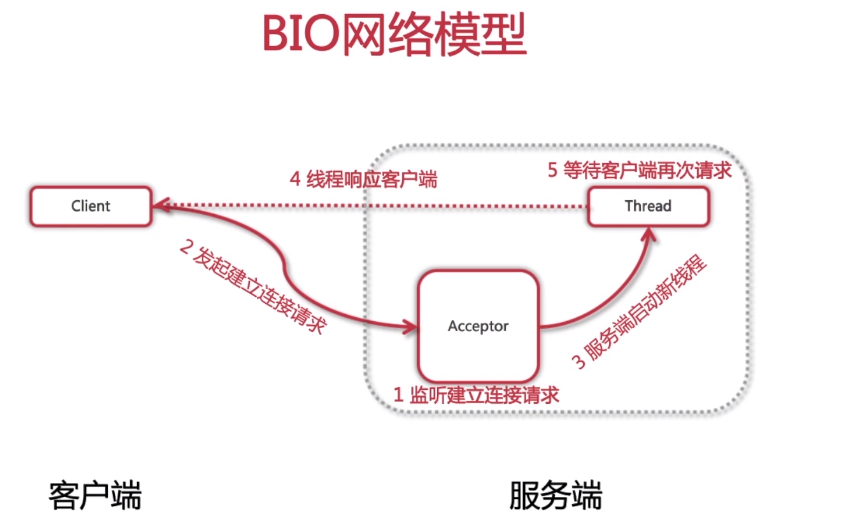 BIO网络模型
4 线程响应客户端
5 等待客户端再次请求
Client
Thread
2 发起建立连接请求
Acceptor
3 服务端启动新线程
1 监听建立连接请求
客户端
服务端